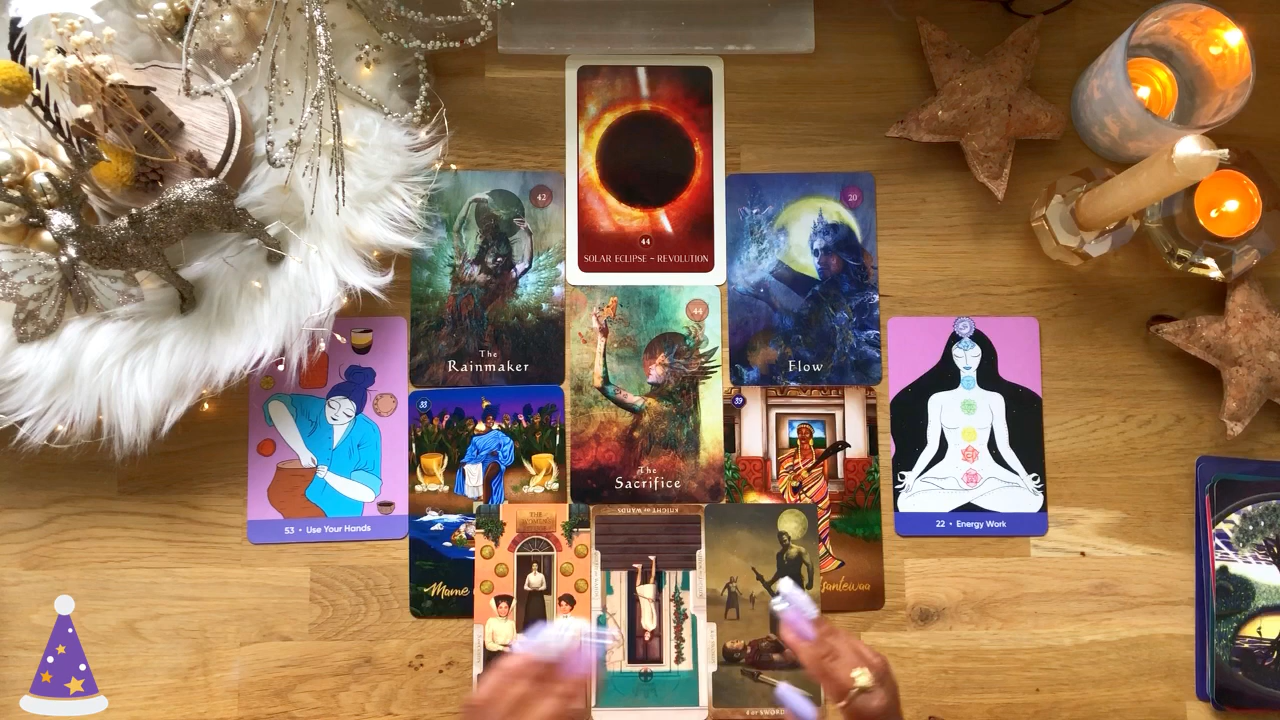 44
SOLAR ECLIPSE - REVOLUTION
42
The
Rainmaker
20
Flow
44
The
Sacrifice
53 • Use Your Hands
22 • Energy Work
33
Mame
39
THE
KNIGHT of WANDS